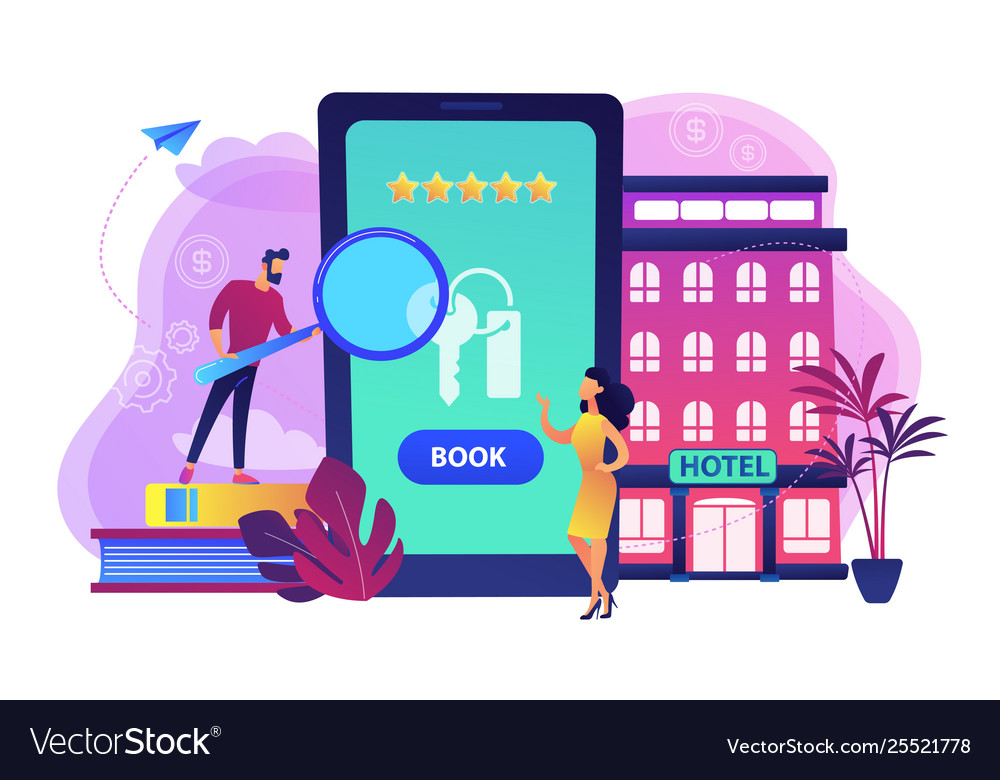 $
$
$
BOOK
HOTEL
VectorStock®
VectorStock.com/25521778